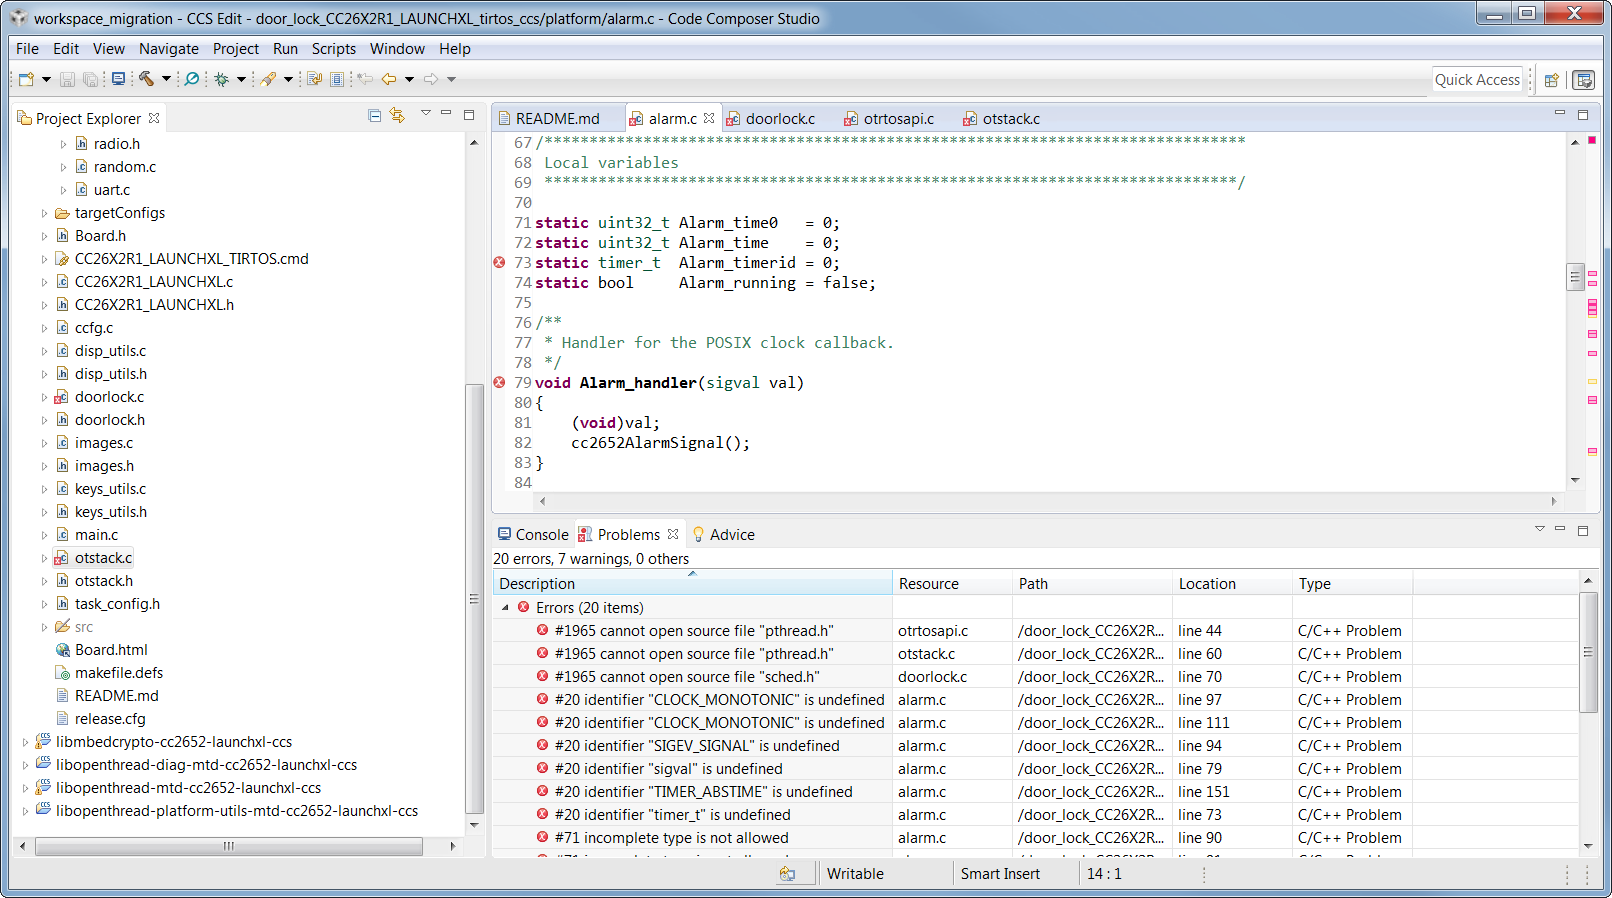 workspace_migration - CCS Edit - door_lock_CC26X2R1_LAUNCHXL_tirtos_ccs/platform/alarm.c - Code Composer Studio
File Edit View Navigate Project Run Scripts Window Help
Quick Access
Project Explorer
radio.h
random.c
uart.c
targetConfigs
Board.h
CC26X2R1_LAUNCHXL_TIRTOS.cmd
CC26X2R1_LAUNCHXL.c
CC26X2R1_LAUNCHXL.h
ccfg.c
disp_utils.c
disp_utils.h
doorlock.c
doorlock.h
images.c
images.h
keys_utils.c
keys_utils.h
main.c
otstack.c
otstack.h
task_config.h
src
Board.html
makefile.defs
README.md
release.cfg
libmbedcrypto-cc2652-launchxl-ccs
libopenthread-diag-mtd-cc2652-launchxl-ccs
libopenthread-mtd-cc2652-launchxl-ccs
libopenthread-platform-utils-mtd-cc2652-launchxl-ccs
README.md alarm.c doorlock.c otrtosapi.c otstack.c
67 /******************************************************************************
68 Local variables
69 *****************************************************************************/
70
71 static uint32_t Alarm_time0   = 0;
72 static uint32_t Alarm_time    = 0;
73 static timer_t  Alarm_timerid = 0;
74 static bool     Alarm_running = false;
75
76 /**
77  * Handler for the POSIX clock callback.
78  */
79 void Alarm_handler(sigval val)
80 {
81     (void)val;
82     cc2652AlarmSignal();
83 }
84
Console Problems Advice
20 errors, 7 warnings, 0 others
Description Resource Path Location Type
Errors (20 items)
#1965 cannot open source file "pthread.h" otrtosapi.c /door_lock_CC26X2R... line 44 C/C++ Problem
#1965 cannot open source file "pthread.h" otstack.c /door_lock_CC26X2R... line 60 C/C++ Problem
#1965 cannot open source file "sched.h" doorlock.c /door_lock_CC26X2R... line 70 C/C++ Problem
#20 identifier "CLOCK_MONOTONIC" is undefined alarm.c /door_lock_CC26X2R... line 97 C/C++ Problem
#20 identifier "CLOCK_MONOTONIC" is undefined alarm.c /door_lock_CC26X2R... line 111 C/C++ Problem
#20 identifier "SIGEV_SIGNAL" is undefined alarm.c /door_lock_CC26X2R... line 94 C/C++ Problem
#20 identifier "sigval" is undefined alarm.c /door_lock_CC26X2R... line 79 C/C++ Problem
#20 identifier "TIMER_ABSTIME" is undefined alarm.c /door_lock_CC26X2R... line 151 C/C++ Problem
#20 identifier "timer_t" is undefined alarm.c /door_lock_CC26X2R... line 73 C/C++ Problem
#71 incomplete type is not allowed alarm.c /door_lock_CC26X2R... line 90 C/C++ Problem
Writable Smart Insert 14 : 1